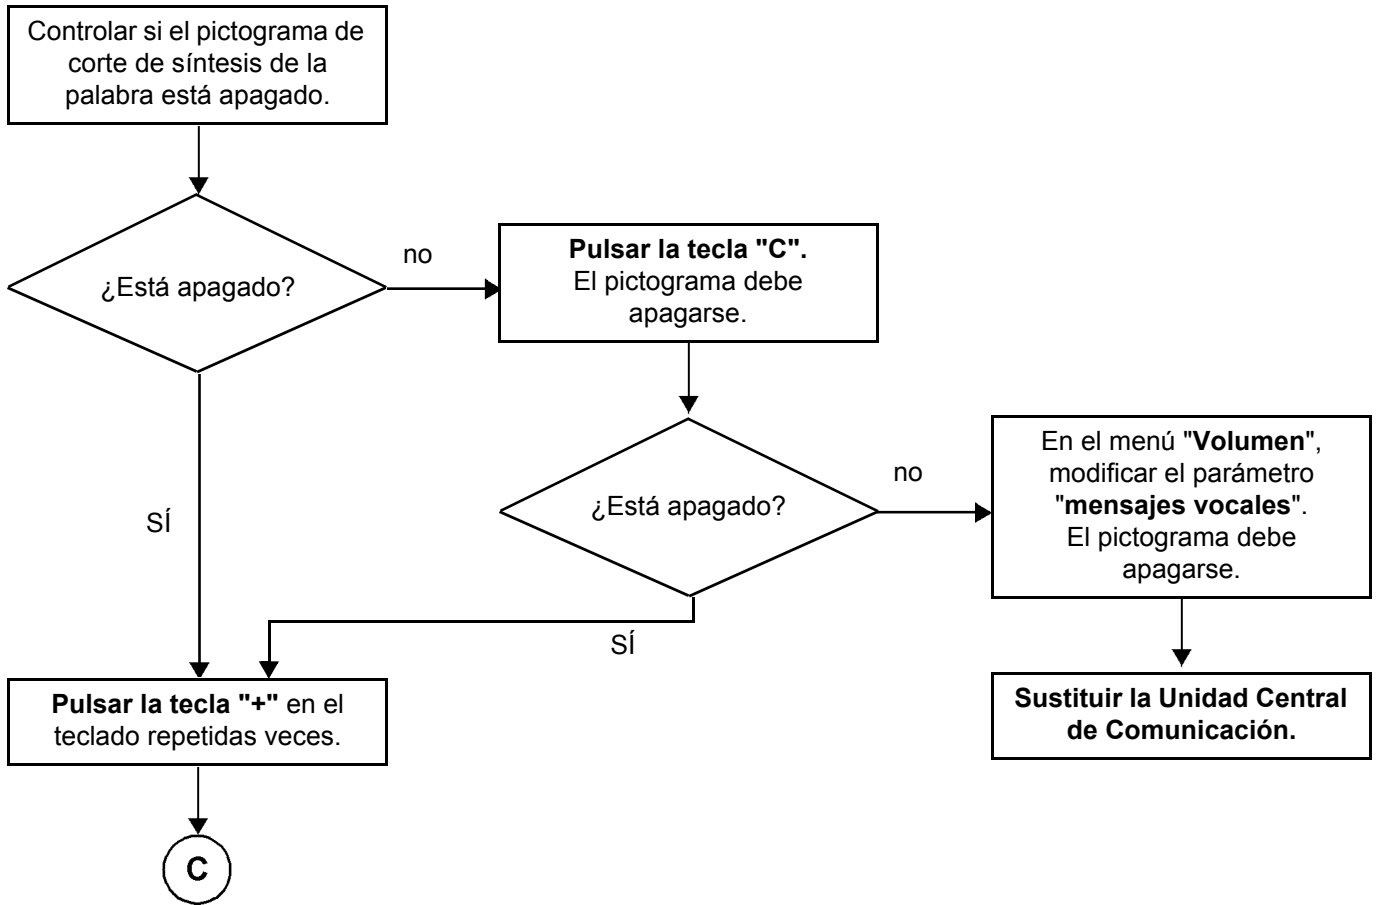 Controlar si el pictograma de
corte de síntesis de la
palabra está apagado.
¿Está apagado?
no
Pulsar la tecla "C".
El pictograma debe
apagarse.
¿Está apagado?
no
En el menú "Volumen",
modificar el parámetro
"mensajes vocales".
El pictograma debe
apagarse.
SÍ
SÍ
Pulsar la tecla "+" en el
teclado repetidas veces.
Sustituir la Unidad Central
de Comunicación.
C